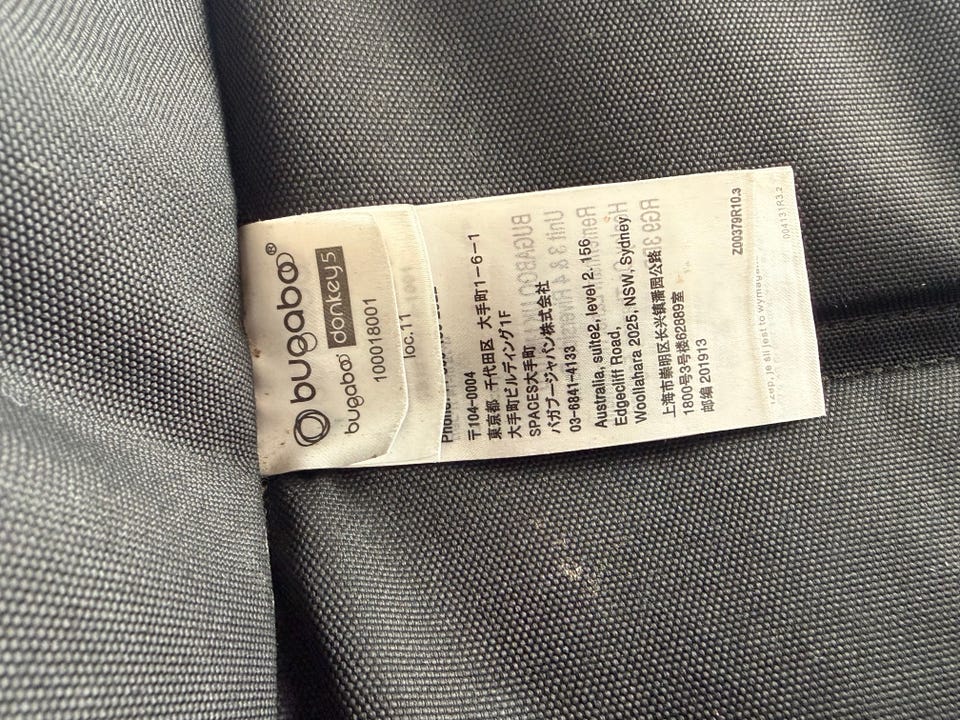 bugaboo®
bugaboo donkey5
100018001
loc.11
Phone:
〒104-0004
東京都 千代田区 大手町1-6-1
大手町ビルディング1F
SPACES大手町
バガブージャパン株式会社
03-6841-4133
Australia, suite2, level 2. 156
Edgecliff Road,
Woollahara 2025, NSW, Sydney
上海市崇明区长兴镇潘园公路
1800号3号楼62889室
邮编 201913
Z00379R10.3
004131R3.2